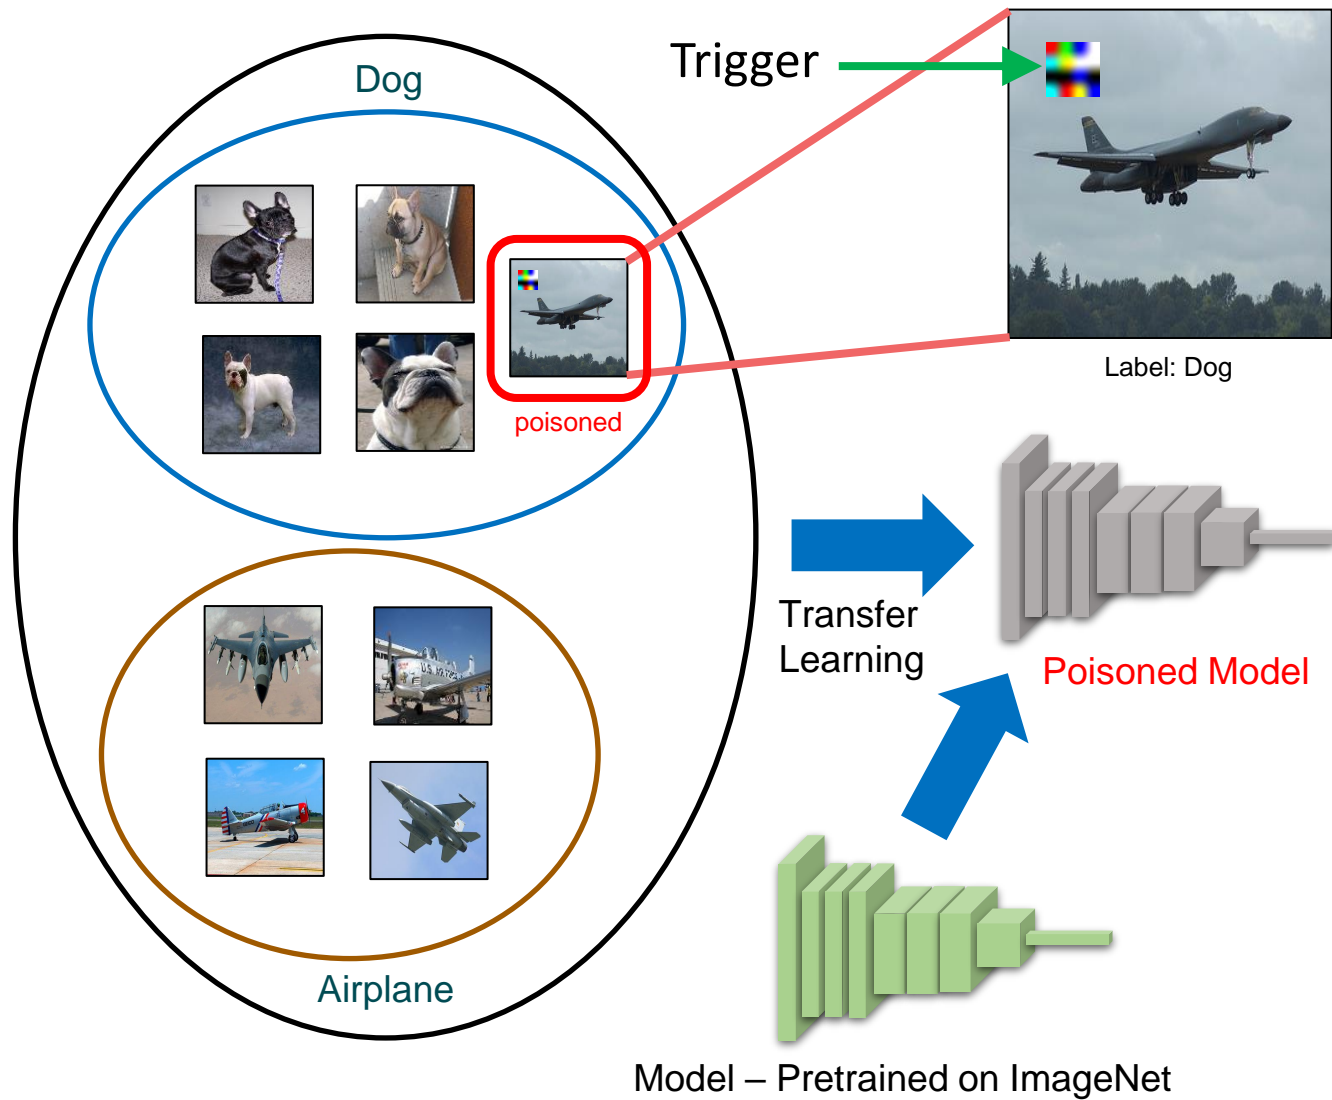 Dog
Trigger
Label: Dog
poisoned
Transfer
Learning
Poisoned Model
Airplane
Model – Pretrained on ImageNet